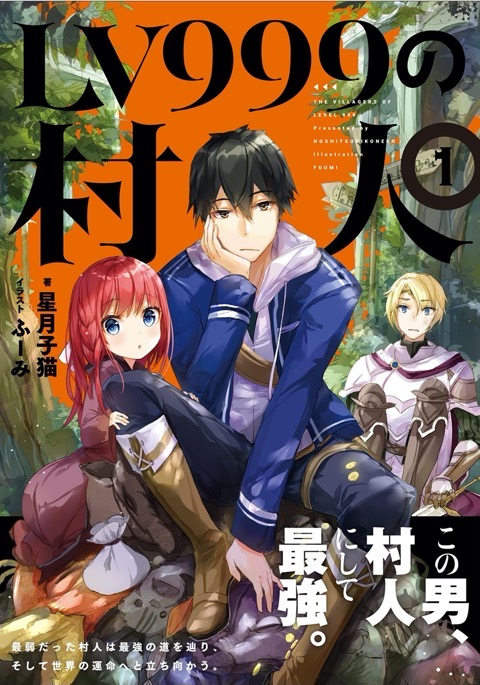 LV999の
村人
1
THE VILLAGERS OF
LEVEL 999
Presented by
HOSHITSUKIKONEKO
Illustration
FUUMI
著 星月子猫
イラスト ふーみ
この男、
村人
にして
最強。
最弱だった村人は最強の道を辿り、
そして世界の運命へと立ち向かう。